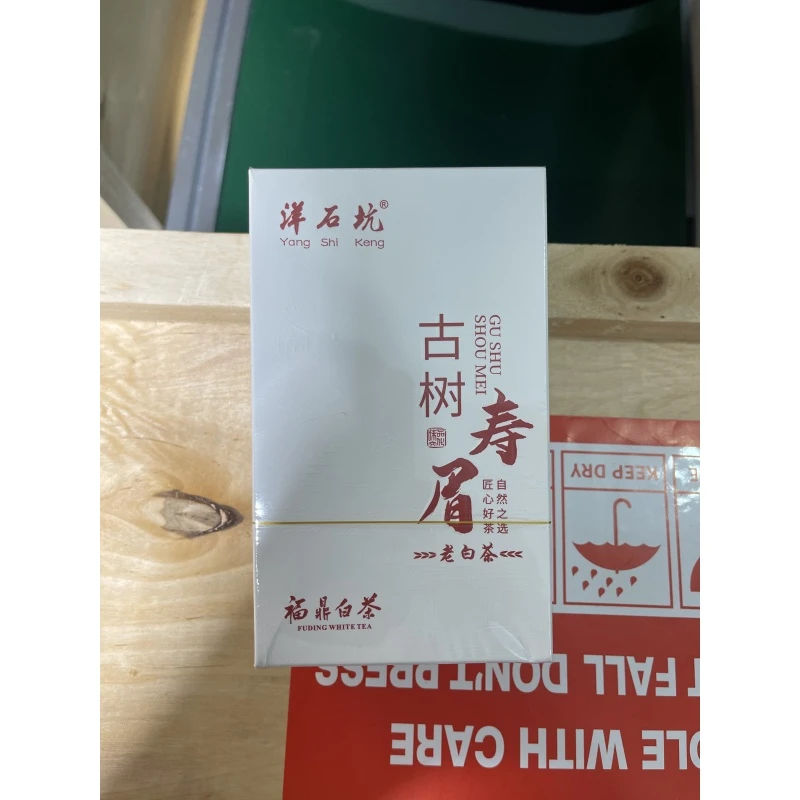 洋石坑®
Yang Shi Keng
古树
GU SHU
SHOU MEI
寿眉
自然之选
匠心好茶
老白茶
福鼎白茶
FUDING WHITE TEA
KEEP DRY
T FALL DON'T PRESS
DLE WITH CARE